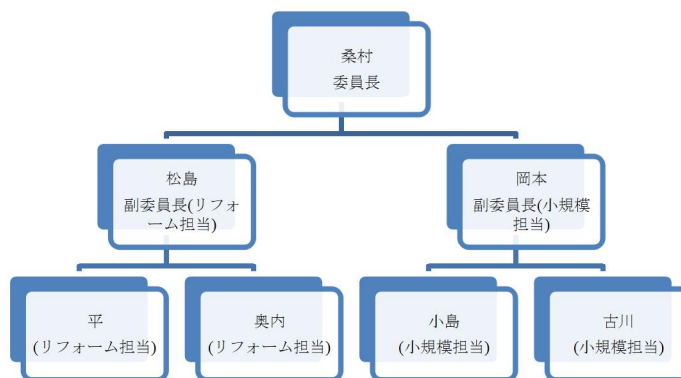 桑村
委員長
松島
副委員長(リフォ
ーム担当)
岡本
副委員長(小規模
担当)
平
(リフォーム担当)
奥内
(リフォーム担当)
小島
(小規模担当)
古川
(小規模担当)